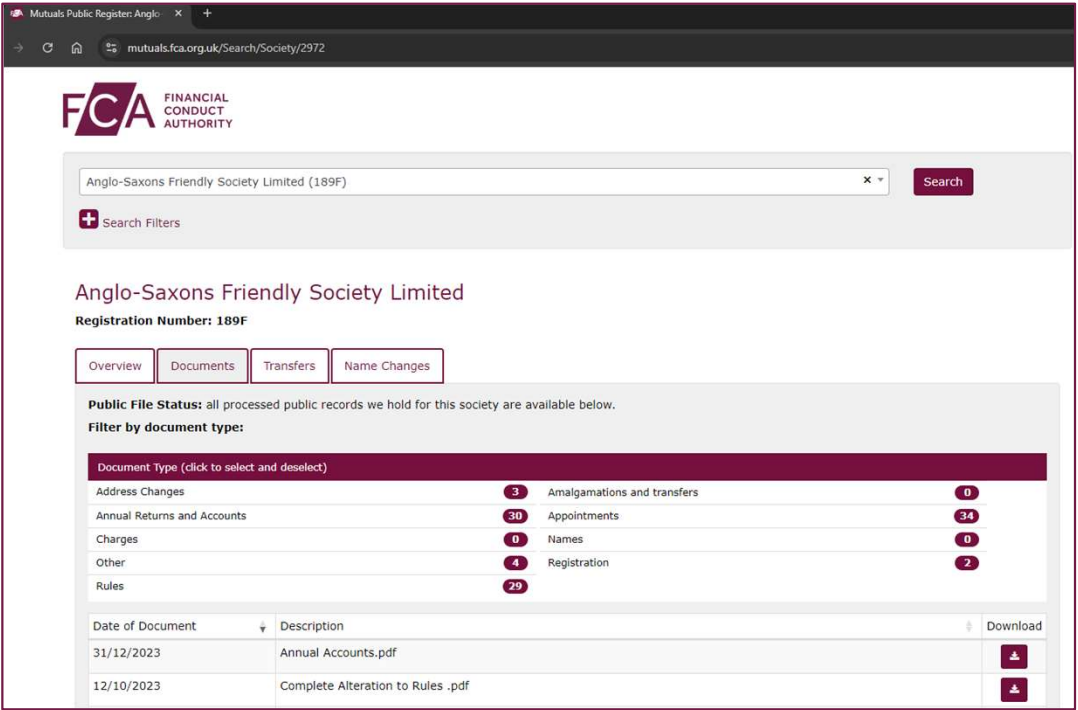 Mutuals Public Register: Anglo-
mutuals.fca.org.uk/Search/Society/2972
FCA FINANCIAL
CONDUCT
AUTHORITY
Anglo-Saxons Friendly Society Limited (189F)
Search
Search Filters
Anglo-Saxons Friendly Society Limited
Registration Number: 189F
Overview Documents Transfers Name Changes
Public File Status: all processed public records we hold for this society are available below.
Filter by document type:
Document Type (click to select and deselect)
Address Changes 3 Amalgamations and transfers 0
Annual Returns and Accounts 30 Appointments 34
Charges 0 Names 0
Other 4 Registration 2
Rules 29
Date of Document Description Download
31/12/2023 Annual Accounts.pdf
12/10/2023 Complete Alteration to Rules .pdf